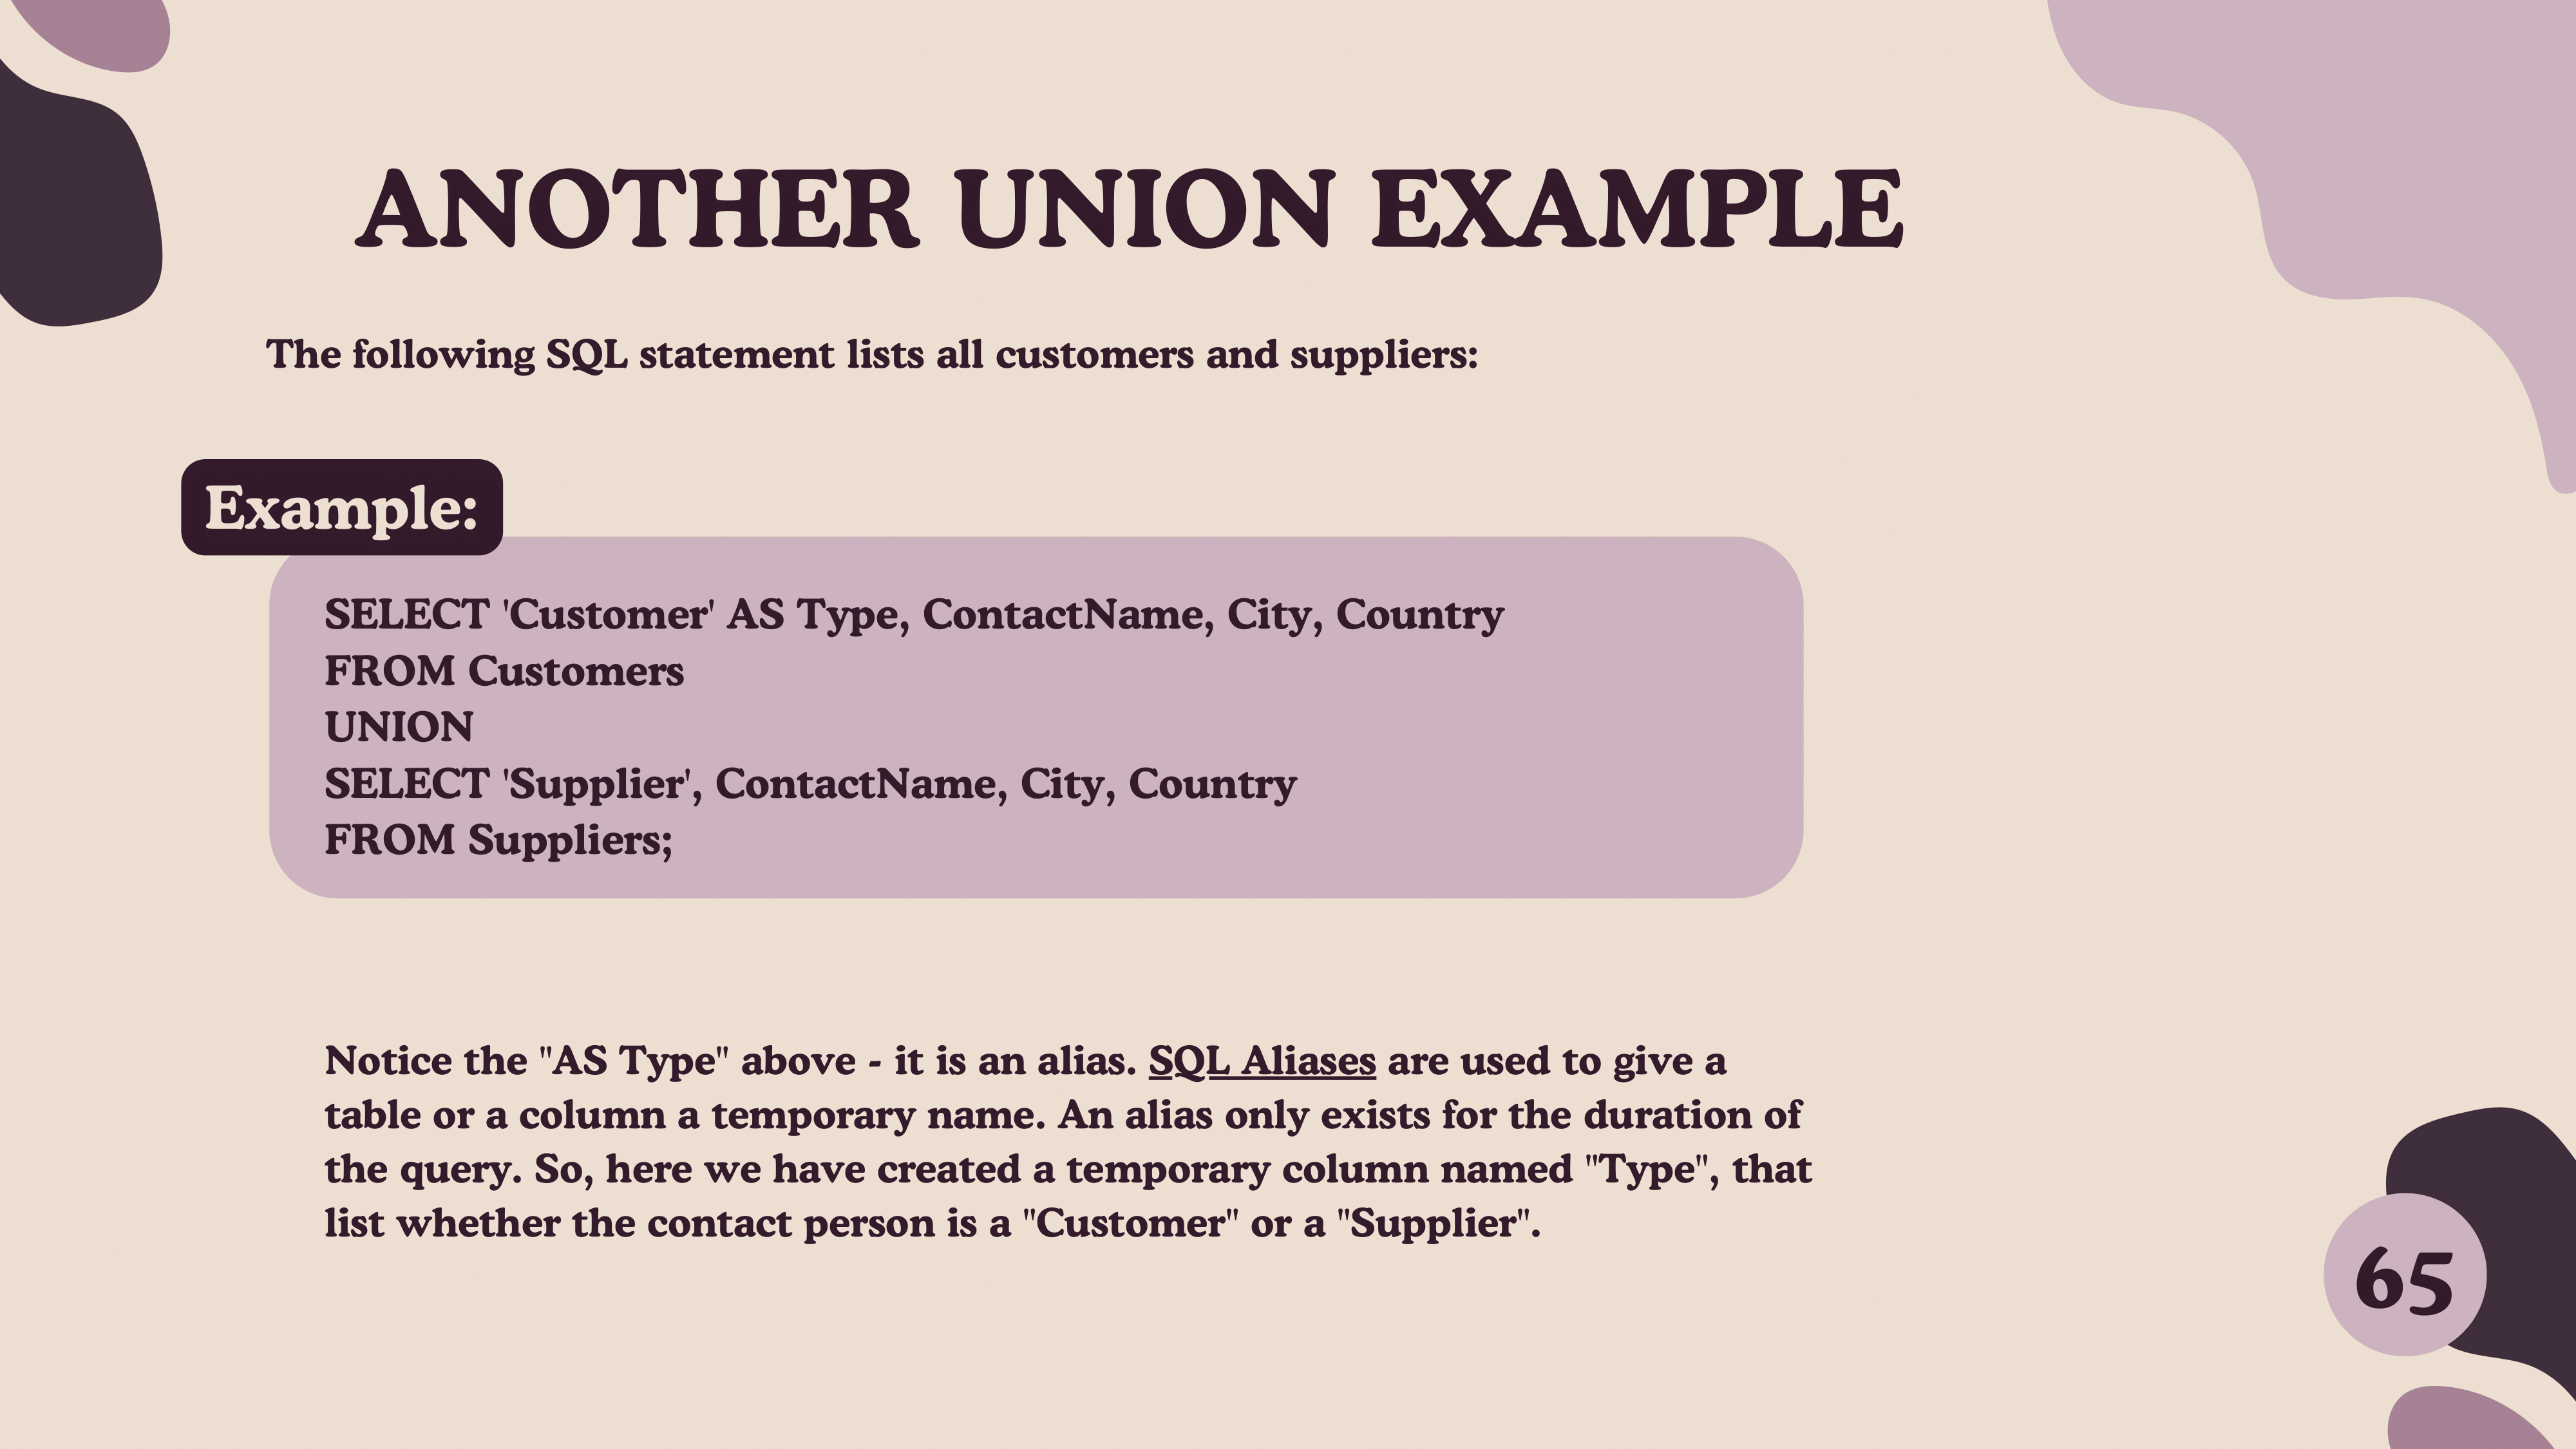 ANOTHER UNION EXAMPLE
The following SQL statement lists all customers and suppliers:
Example:
SELECT 'Customer' AS Type, ContactName, City, Country
FROM Customers
UNION
SELECT 'Supplier', ContactName, City, Country
FROM Suppliers;
Notice the "AS Type" above - it is an alias. SQL Aliases are used to give a
table or a column a temporary name. An alias only exists for the duration of
the query. So, here we have created a temporary column named "Type", that
list whether the contact person is a "Customer" or a "Supplier".
65